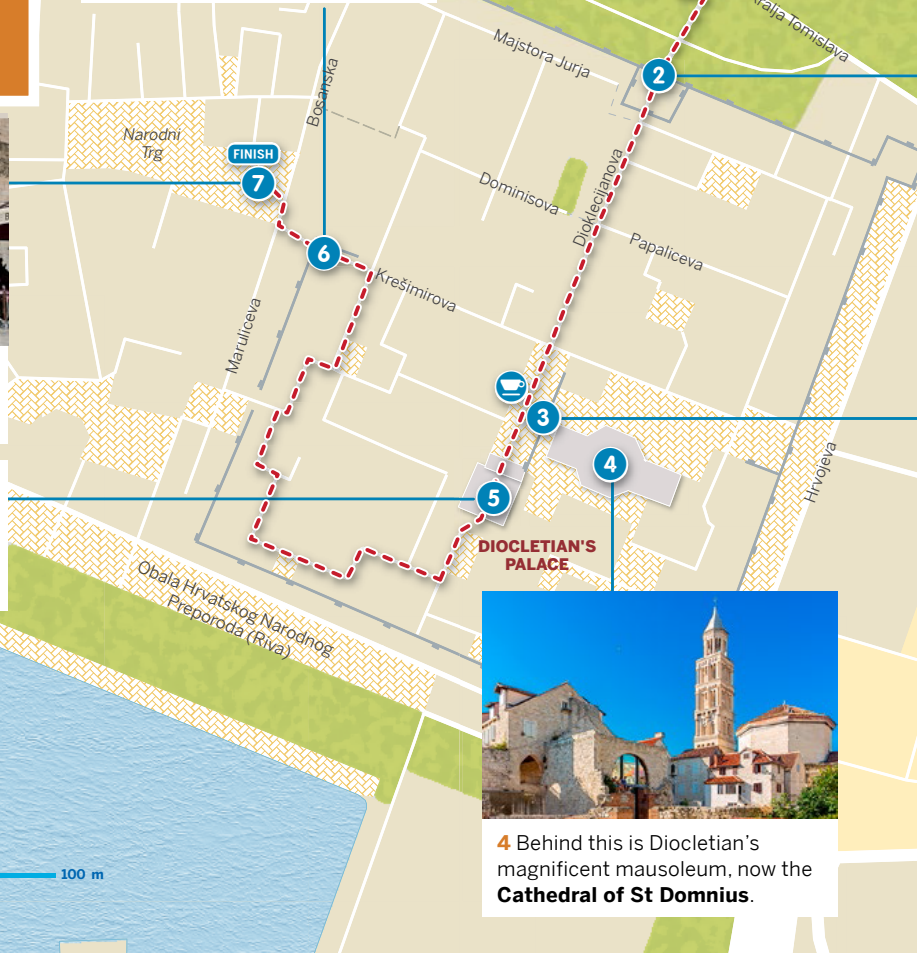 Kralja Tomislava
Majstora Jurja
2
Bosanska
Narodni
Trg
FINISH
7
Dominisova
Dioklecijanova
Papaliceva
6
Krešimirova
Maruliceva
3
4
Hrvojeva
5
DIOCLETIAN'S
PALACE
Obala Hrvatskog Narodnog
Preporoda (Riva)
100 m
4 Behind this is Diocletian’s
magnificent mausoleum, now the
Cathedral of St Domnius.